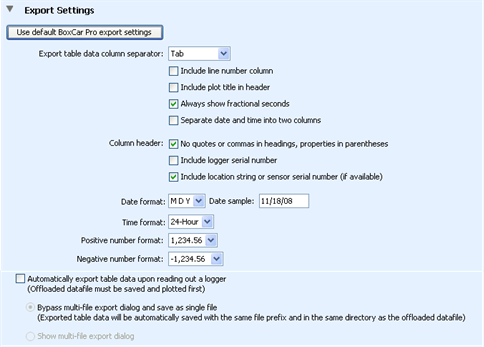 Export Settings
Use default BoxCar Pro export settings
Export table data column separator: Tab
Include line number column
Include plot title in header
Always show fractional seconds
Separate date and time into two columns
Column header: No quotes or commas in headings, properties in parentheses
Include logger serial number
Include location string or sensor serial number (if available)
Date format: M D Y Date sample: 11/18/08
Time format: 24-Hour
Positive number format: 1,234.56
Negative number format: -1,234.56
Automatically export table data upon reading out a logger
(Offloaded datafile must be saved and plotted first)
Bypass multi-file export dialog and save as single file
(Exported table data will be automatically saved with the same file prefix and in the same directory as the offloaded datafile)
Show multi-file export dialog